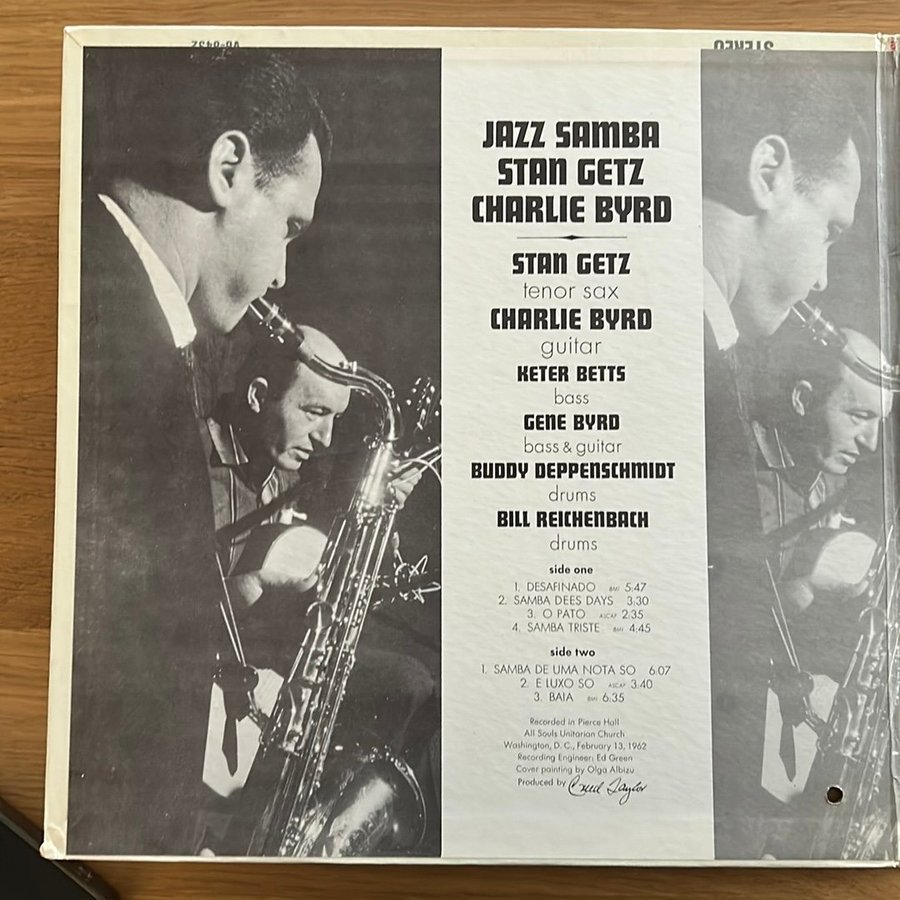 V6-8432
STEREO
JAZZ SAMBA
STAN GETZ
CHARLIE BYRD
STAN GETZ
tenor sax
CHARLIE BYRD
guitar
KETER BETTS
bass
GENE BYRD
bass & guitar
BUDDY DEPPENSCHMIDT
drums
BILL REICHENBACH
drums
side one
1. DESAFINADO BMI 5:47
2. SAMBA DEES DAYS 3:30
3. O PATO ASCAP 2:35
4. SAMBA TRISTE BMI 4:45
side two
1. SAMBA DE UMA NOTA SO 6:07
2. E LUXO SO ASCAP 3:40
3. BAIA BMI 6:35
Recorded in Pierce Hall
All Souls Unitarian Church
Washington, D. C., February 13, 1962
Recording Engineer: Ed Green
Cover painting by Olga Albizu
Produced by Creed Taylor